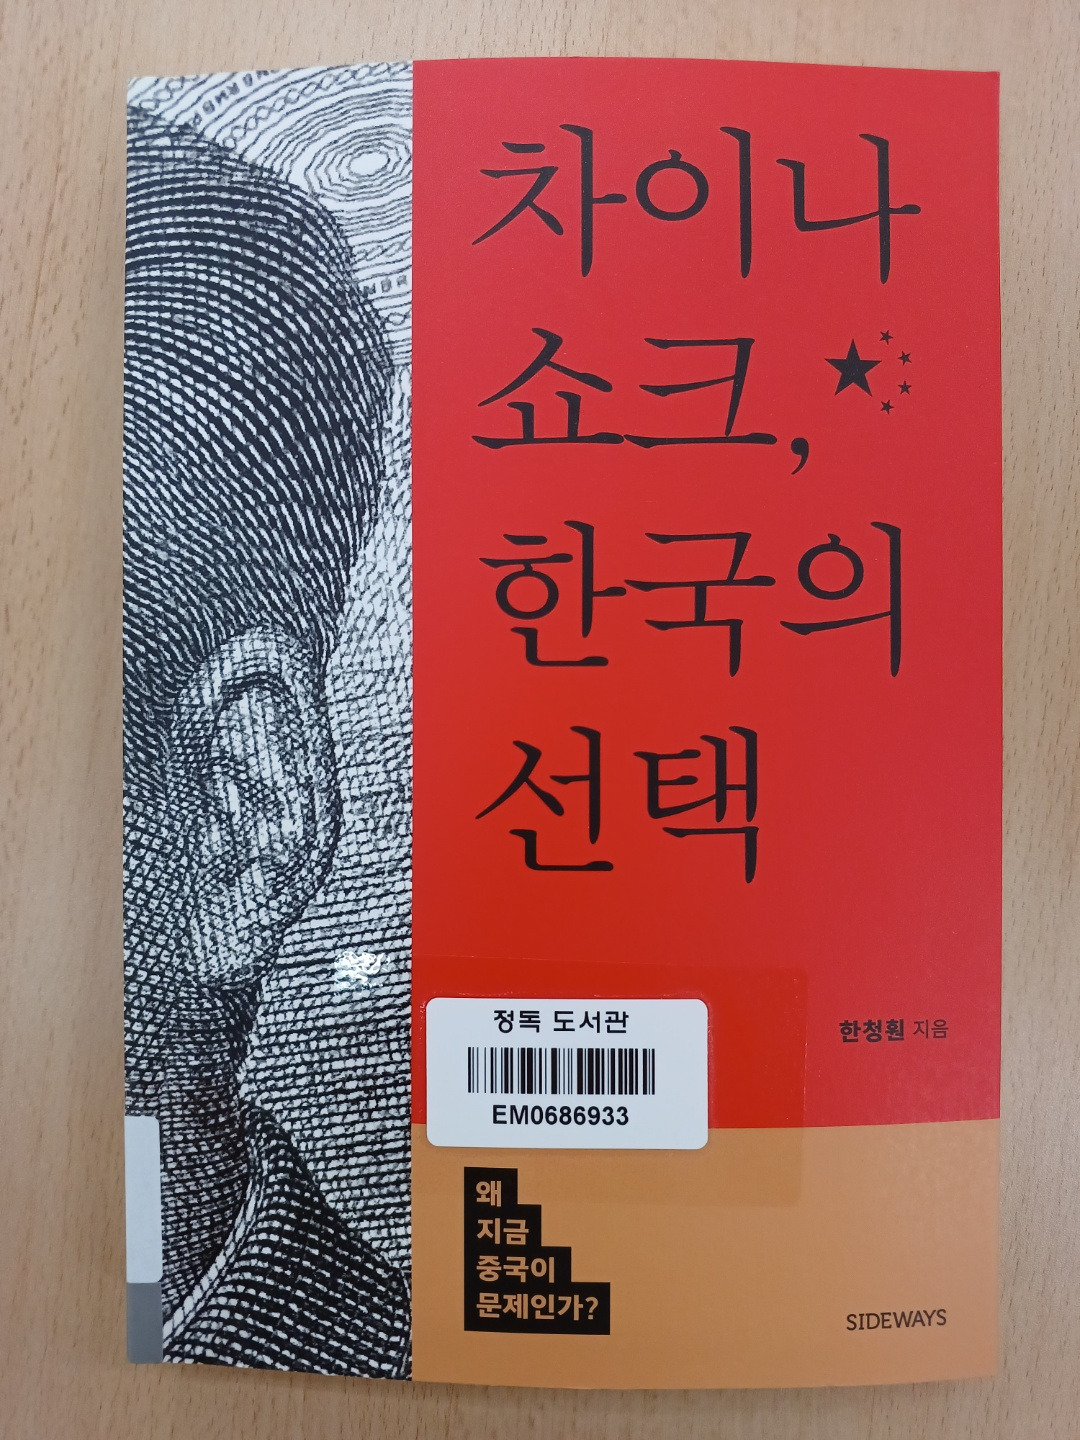 차이나
쇼크,
한국의
선택
한청훤 지음
정독 도서관
EM0686933
왜
지금
중국이
문제인가?
SIDEWAYS